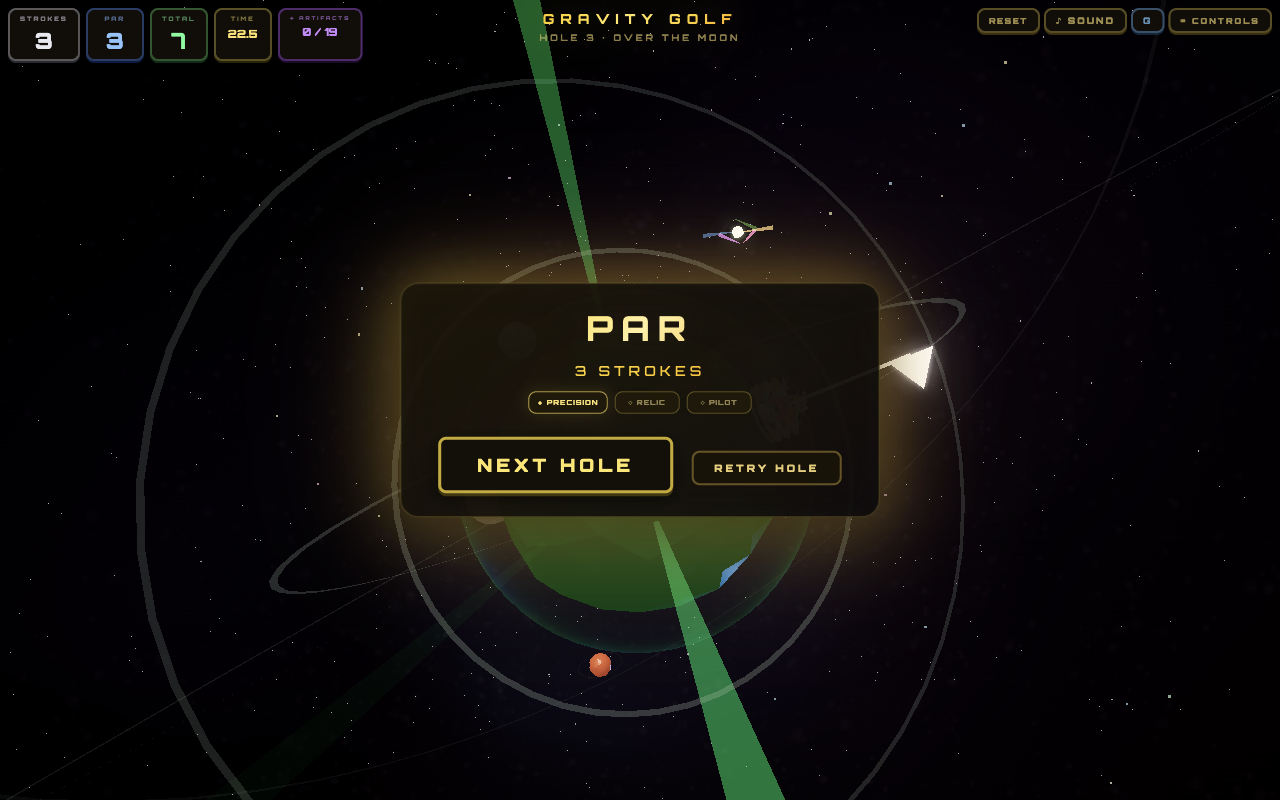 STROKES
3
PAR
3
TOTAL
7
TIME
22.5
✦ ARTIFACTS
0 / 19
GRAVITY GOLF
HOLE 3 · OVER THE MOON
RESET
♪ SOUND
G
≡ CONTROLS
PAR
3 STROKES
◆ PRECISION
◇ RELIC
◇ PILOT
NEXT HOLE
RETRY HOLE